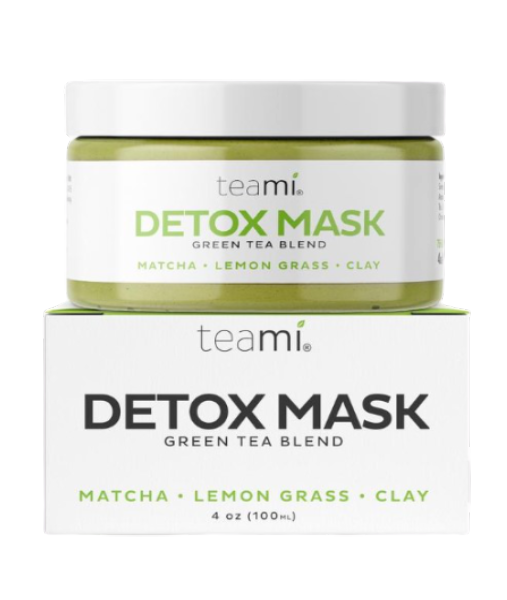 teami®
DETOX MASK
GREEN TEA BLEND
MATCHA • LEMON GRASS • CLAY
teami®
DETOX MASK
GREEN TEA BLEND
MATCHA • LEMON GRASS • CLAY
4 oz (100ML)